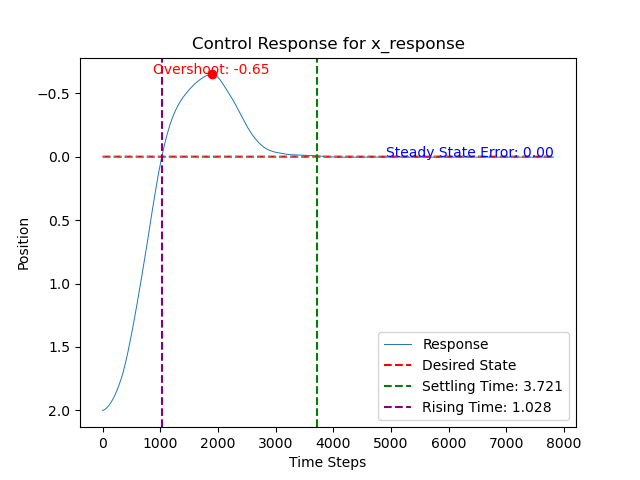 Control Response for x_response
Overshoot: -0.65
−0.5
0.0
0.5
1.0
1.5
2.0
Position
Steady State Error: 0.00
Response
Desired State
Settling Time: 3.721
Rising Time: 1.028
0 1000 2000 3000 4000 5000 6000 7000 8000
Time Steps